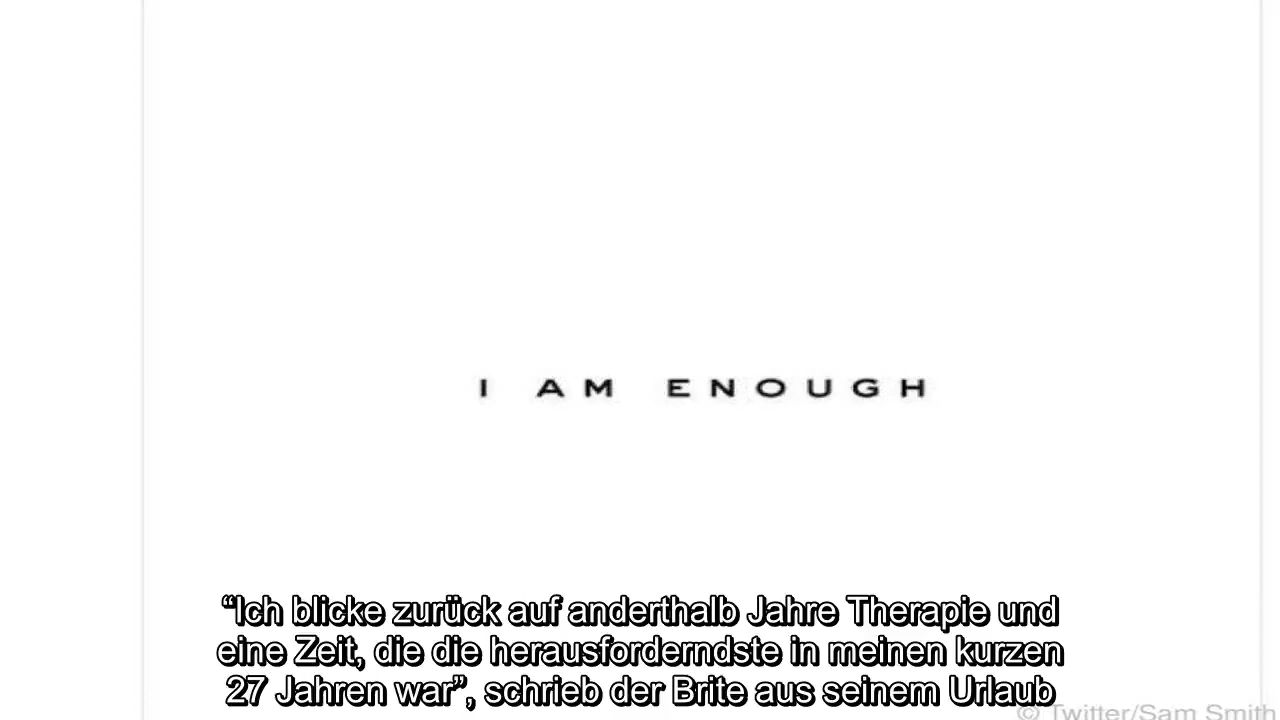 I AM ENOUGH
“Ich blicke zurück auf anderthalb Jahre Therapie und
eine Zeit, die die herausforderndste in meinen kurzen
27 Jahren war”, schrieb der Brite aus seinem Urlaub
© Twitter/Sam Smith